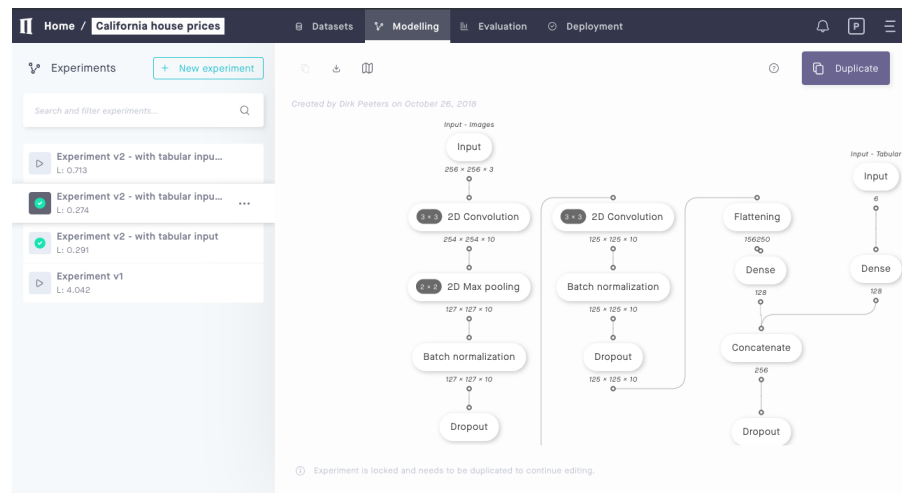 Home / California house prices
Datasets
Modelling
Evaluation
Deployment
P
Experiments
+ New experiment
Search and filter experiments...
Experiment v2 - with tabular inpu...
L: 0.713
Experiment v2 - with tabular inpu...
L: 0.274
Experiment v2 - with tabular input
L: 0.291
Experiment v1
L: 4.042
Duplicate
Created by Dirk Peeters on October 26, 2018
Input - Images
Input
256 × 256 × 3
3 × 3 2D Convolution
254 × 254 × 10
2 × 2 2D Max pooling
127 × 127 × 10
Batch normalization
127 × 127 × 10
Dropout
3 × 3 2D Convolution
125 × 125 × 10
Batch normalization
125 × 125 × 10
Dropout
125 × 125 × 10
Flattening
156250
Dense
128
Input - Tabular
Input
6
Dense
128
Concatenate
256
Dropout
Experiment is locked and needs to be duplicated to continue editing.